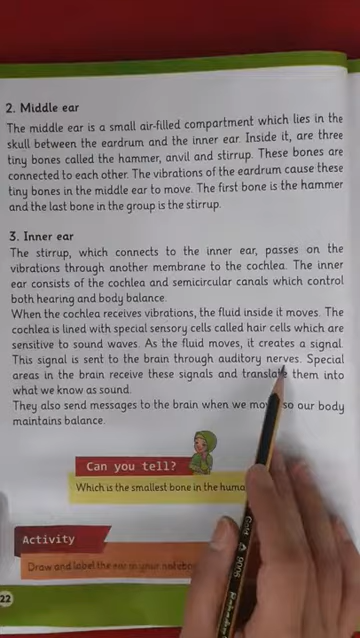 2. Middle ear
The middle ear is a small air-filled compartment which lies in the
skull between the eardrum and the inner ear. Inside it, are three
tiny bones called the hammer, anvil and stirrup. These bones are
connected to each other. The vibrations of the eardrum cause these
tiny bones in the middle ear to move. The first bone is the hammer
and the last bone in the group is the stirrup.
3. Inner ear
The stirrup, which connects to the inner ear, passes on the
vibrations through another membrane to the cochlea. The inner
ear consists of the cochlea and semicircular canals which control
both hearing and body balance.
When the cochlea receives vibrations, the fluid inside it moves. The
cochlea is lined with special sensory cells called hair cells which are
sensitive to sound waves. As the fluid moves, it creates a signal.
This signal is sent to the brain through auditory nerves. Special
areas in the brain receive these signals and translate them into
what we know as sound.
They also send messages to the brain when we move so our body
maintains balance.
Can you tell?
Which is the smallest bone in the huma
Activity
Draw and label the ear in your notebo
22